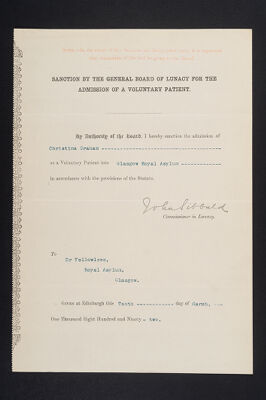 SANCTION BY THE GENERAL BOARD OF LUNACY FOR THE
ADMISSION OF A VOLUNTARY PATIENT.
By Authority of the Board, I hereby sanction the admission of
Christina Graham
as a Voluntary Patient into Glasgow Royal Asylum
in accordance with the provisions of the Statute.
John Sibbald
Commissioner in Lunacy.
To
Dr Yellowlees,
Royal Asylum,
Glasgow.
Given at Edinburgh this Tenth day of March,
One Thousand Eight Hundred and Ninety - two.